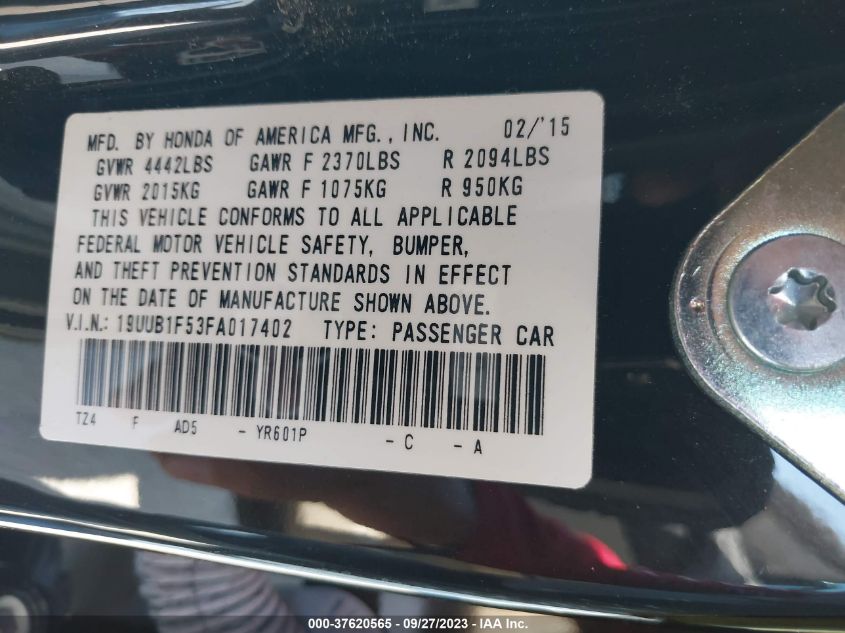 MFD. BY HONDA OF AMERICA MFG., INC. 02/'15
GVWR 4442LBS GAWR F 2370LBS R 2094LBS
GVWR 2015KG GAWR F 1075KG R 950KG
THIS VEHICLE CONFORMS TO ALL APPLICABLE
FEDERAL MOTOR VEHICLE SAFETY, BUMPER,
AND THEFT PREVENTION STANDARDS IN EFFECT
ON THE DATE OF MANUFACTURE SHOWN ABOVE.
V.I.N.: 19UUB1F53FA017402 TYPE: PASSENGER CAR
TZ4 F AD5 - YR601P - C - A
000-37620565 - 09/27/2023 - IAA Inc.